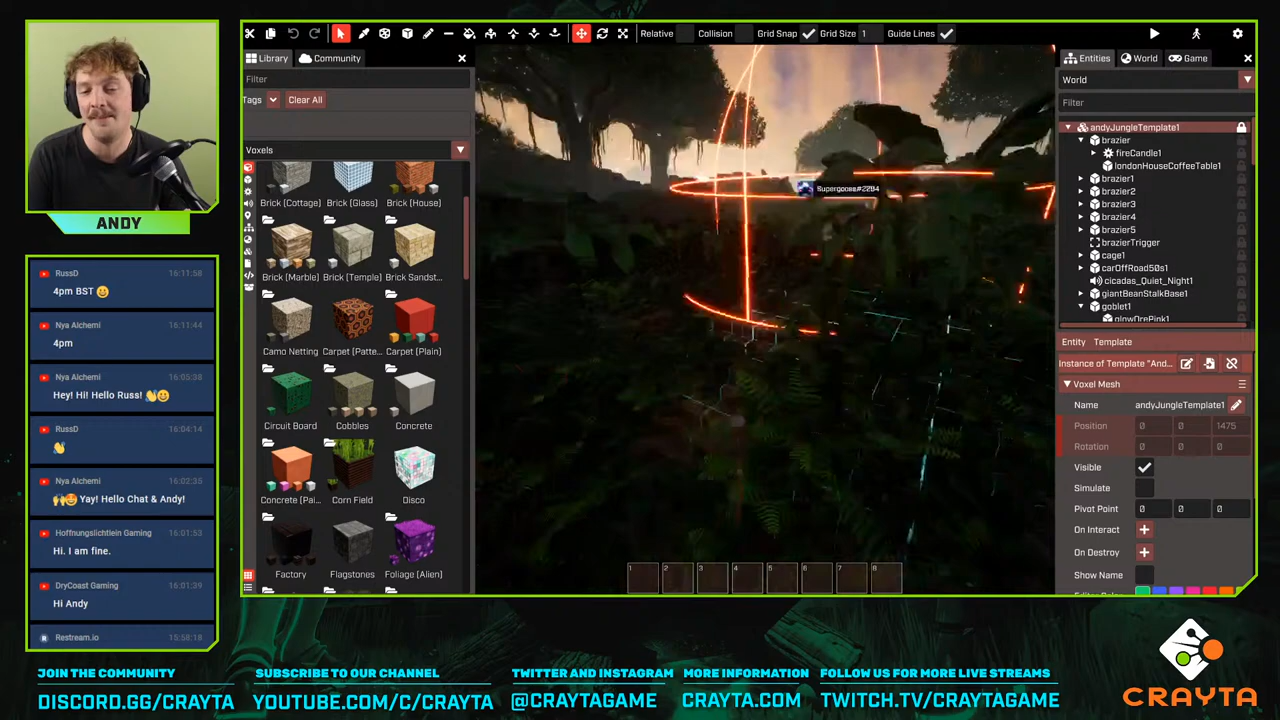 Relative
Collision
Grid Snap
Grid Size
1
Guide Lines
Library
Community
Filter
Tags
Clear All
Voxels
Brick (Cottage)
Brick (Glass)
Brick (House)
Brick (Marble)
Brick (Temple)
Brick Sandst...
Camo Netting
Carpet (Patte...
Carpet (Plain)
Circuit Board
Cobbles
Concrete
Concrete (Pai...
Corn Field
Disco
Factory
Flagstones
Foliage (Alien)
Supergoose#2284
1
2
3
4
5
6
7
8
Entities
World
Game
World
Filter
andyJungleTemplate1
brazier
fireCandle1
londonHouseCoffeeTable1
brazier1
brazier2
brazier3
brazier4
brazier5
brazierTrigger
cage1
carOffRoad50s1
cicadas_Quiet_Night1
giantBeanStalkBase1
goblet1
glowOrePink1
Entity
Template
Instance of Template "And...
Voxel Mesh
Name
andyJungleTemplate1
Position
0
0
1475
Rotation
0
0
0
Visible
Simulate
Pivot Point
0
0
0
On Interact
On Destroy
Show Name
Editor Color
ANDY
RussD
16:11:58
4pm BST 😀
Nya Alchemi
16:11:44
4pm
Nya Alchemi
16:05:38
Hey! Hi! Hello Russ! 👋😀
RussD
16:04:14
👋
Nya Alchemi
16:02:35
🙌🤩 Yay! Hello Chat & Andy!
Hoffnungslichtlein Gaming
16:01:53
Hi. I am fine.
DryCoast Gaming
16:01:39
Hi Andy
Restream.io
15:58:18
JOIN THE COMMUNITY
DISCORD.GG/CRAYTA
SUBSCRIBE TO OUR CHANNEL
YOUTUBE.COM/C/CRAYTA
TWITTER AND INSTAGRAM
@CRAYTAGAME
MORE INFORMATION
CRAYTA.COM
FOLLOW US FOR MORE LIVE STREAMS
TWITCH.TV/CRAYTAGAME
CRAYTA